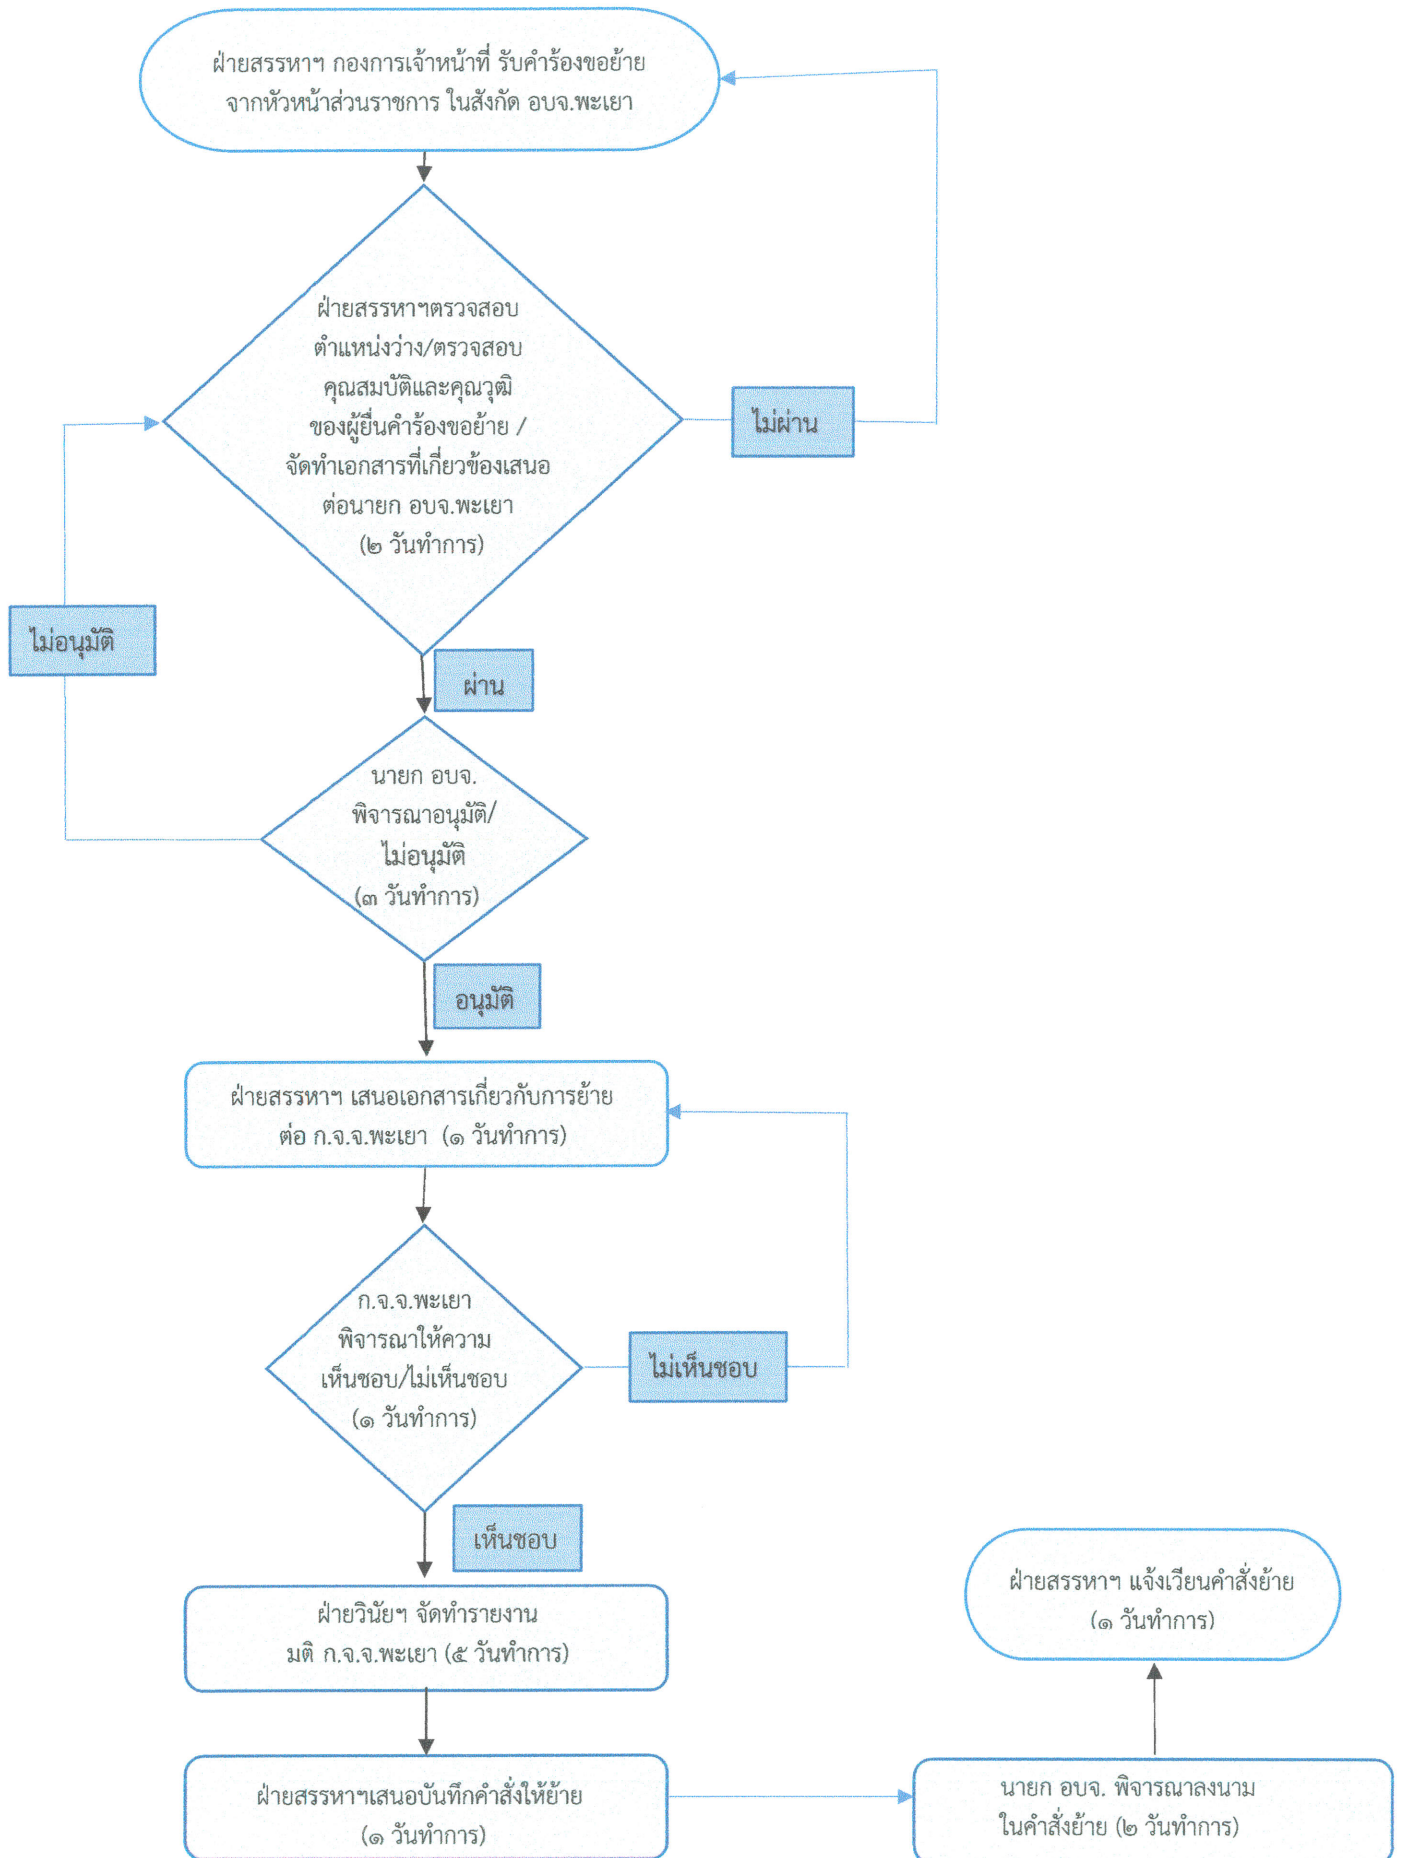 ฝ่ายสรรหาฯ กองการเจ้าหน้าที่ รับคำร้องขอย้าย
จากหัวหน้าส่วนราชการ ในสังกัด อบจ.พะเยา
ฝ่ายสรรหาฯตรวจสอบ
ตำแหน่งว่าง/ตรวจสอบ
คุณสมบัติและคุณวุฒิ
ของผู้ยื่นคำร้องขอย้าย /
จัดทำเอกสารที่เกี่ยวข้องเสนอ
ต่อนายก อบจ.พะเยา
(๒ วันทำการ)
ไม่ผ่าน
ไม่อนุมัติ
ผ่าน
นายก อบจ.
พิจารณาอนุมัติ/
ไม่อนุมัติ
(๓ วันทำการ)
อนุมัติ
ฝ่ายสรรหาฯ เสนอเอกสารเกี่ยวกับการย้าย
ต่อ ก.จ.จ.พะเยา (๑ วันทำการ)
ก.จ.จ.พะเยา
พิจารณาให้ความ
เห็นชอบ/ไม่เห็นชอบ
(๑ วันทำการ)
ไม่เห็นชอบ
เห็นชอบ
ฝ่ายวินัยฯ จัดทำรายงาน
มติ ก.จ.จ.พะเยา (๕ วันทำการ)
ฝ่ายสรรหาฯเสนอบันทึกคำสั่งให้ย้าย
(๑ วันทำการ)
นายก อบจ. พิจารณาลงนาม
ในคำสั่งย้าย (๒ วันทำการ)
ฝ่ายสรรหาฯ แจ้งเวียนคำสั่งย้าย
(๑ วันทำการ)